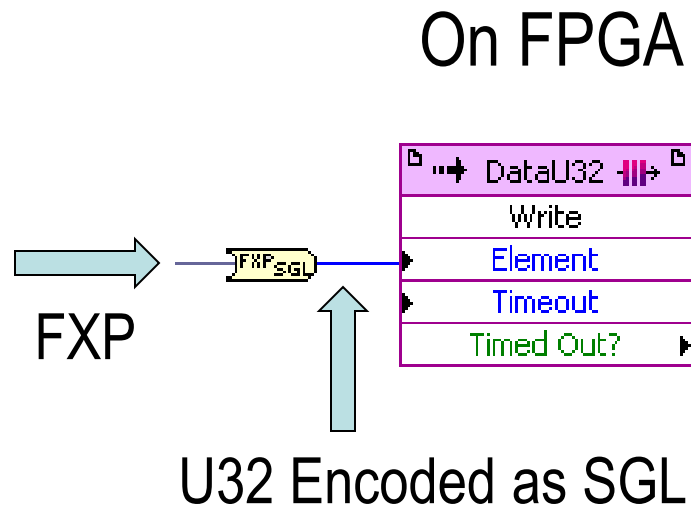 On FPGA
DataU32
Write
FXP SGL
Element
Timeout
FXP
Timed Out?
U32 Encoded as SGL